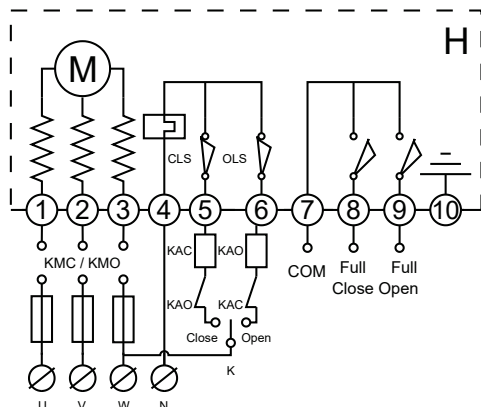 H
M
CLS OLS
1 2 3 4 5 6 7 8 9 10
KAC KAO
KMC / KMO
COM Full Full
Close Open
KAO KAC
Close Open
K
U V W N